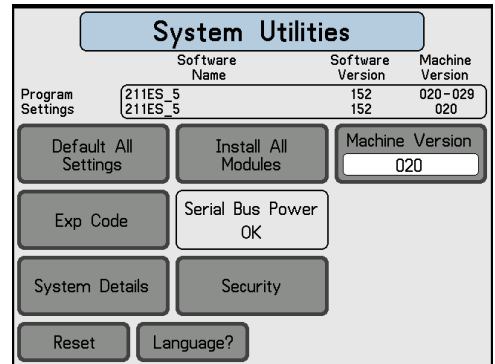 System Utilities
Software Software Machine
Name Version Version
Program 211ES_5 152 020-029
Settings 211ES_5 152 020
Default All Install All Machine Version
Settings Modules 020
Exp Code Serial Bus Power
OK
System Details Security
Reset Language?